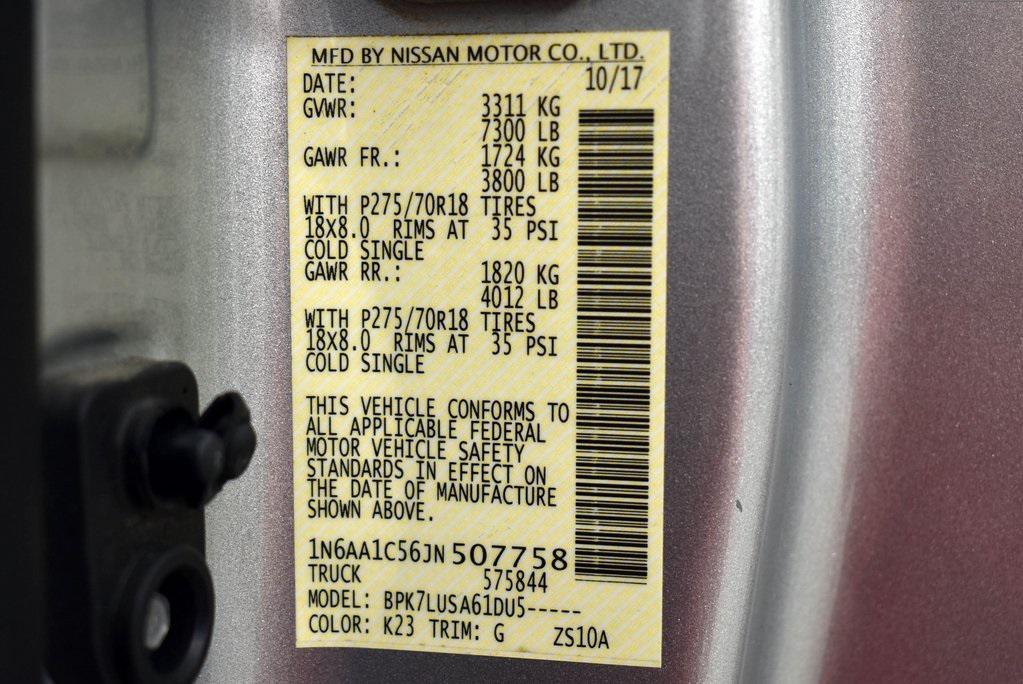 MFD BY NISSAN MOTOR CO., LTD.
DATE: 10/17
GVWR: 3311 KG
7300 LB
GAWR FR.: 1724 KG
3800 LB
WITH P275/70R18 TIRES
18X8.0 RIMS AT 35 PSI
COLD SINGLE
GAWR RR.: 1820 KG
4012 LB
WITH P275/70R18 TIRES
18X8.0 RIMS AT 35 PSI
COLD SINGLE
THIS VEHICLE CONFORMS TO
ALL APPLICABLE FEDERAL
MOTOR VEHICLE SAFETY
STANDARDS IN EFFECT ON
THE DATE OF MANUFACTURE
SHOWN ABOVE.
1N6AA1C56JN507758
TRUCK 575844
MODEL: BPK7LUSA61DU5-----
COLOR: K23 TRIM: G ZS10A